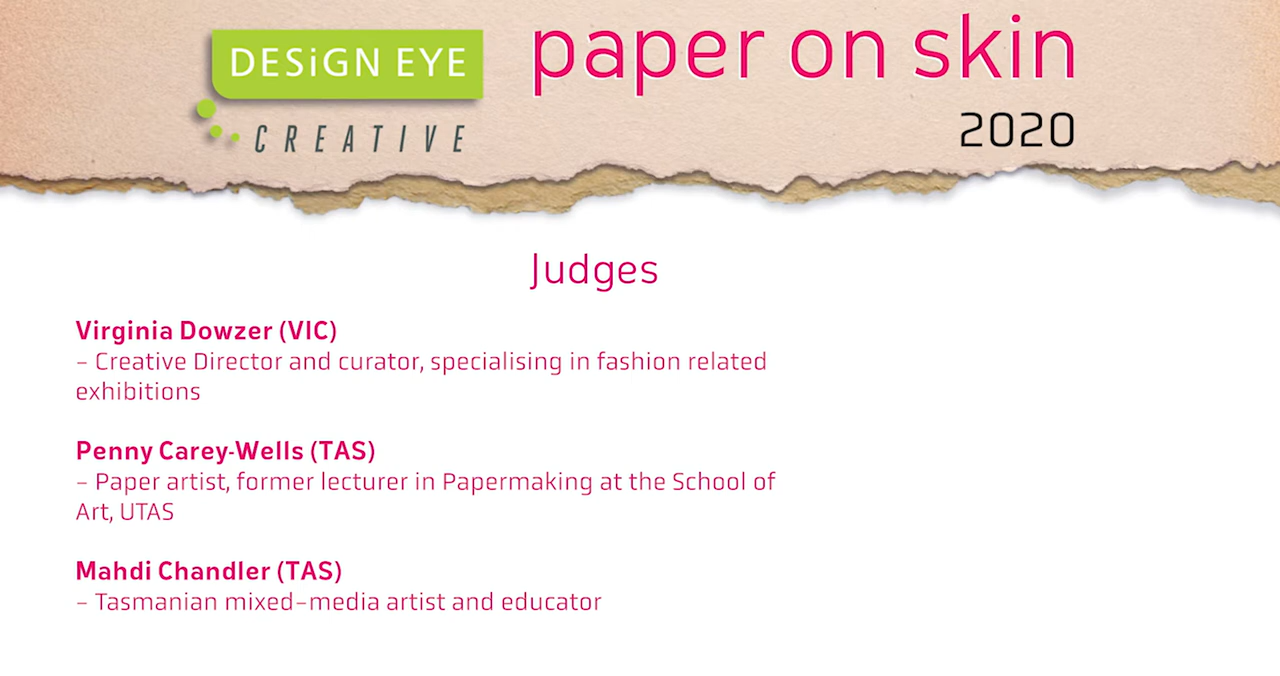 DESiGN EYE
CREATIVE
paper on skin
2020
Judges
Virginia Dowzer (VIC)
– Creative Director and curator, specialising in fashion related
exhibitions
Penny Carey-Wells (TAS)
– Paper artist, former lecturer in Papermaking at the School of
Art, UTAS
Mahdi Chandler (TAS)
– Tasmanian mixed-media artist and educator